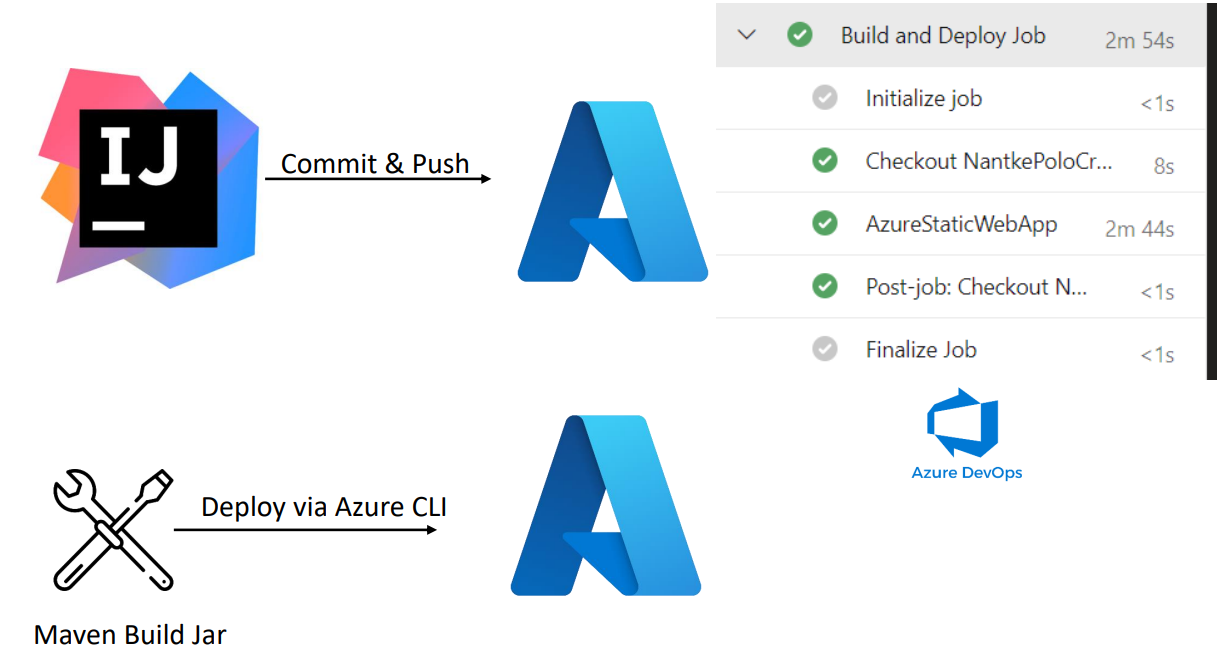 IJ
Commit & Push
Build and Deploy Job 2m 54s
Initialize job <1s
Checkout NantkePoloCr... 8s
AzureStaticWebApp 2m 44s
Post-job: Checkout N... <1s
Finalize Job <1s
Azure DevOps
Deploy via Azure CLI
Maven Build Jar